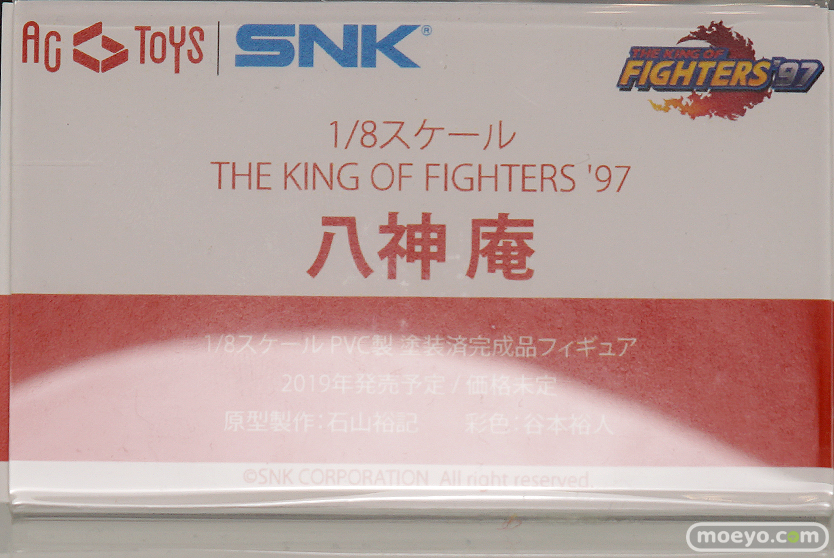 AC TOYS SNK®
THE KING OF
FIGHTERS '97
1/8スケール
THE KING OF FIGHTERS '97
八神 庵
1/8スケール PVC製 塗装済完成品フィギュア
2019年発売予定 / 価格未定
原型製作：石山裕記 彩色：谷本裕人
©SNK CORPORATION All right reserved.
moeyo.com